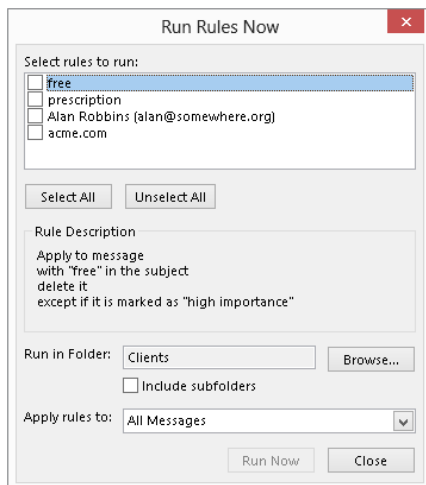 Run Rules Now
Select rules to run:
free
prescription
Alan Robbins (alan@somewhere.org)
acme.com
Select All Unselect All
Rule Description
Apply to message
with "free" in the subject
delete it
except if it is marked as "high importance"
Run in Folder: Clients Browse...
Include subfolders
Apply rules to: All Messages
Run Now Close